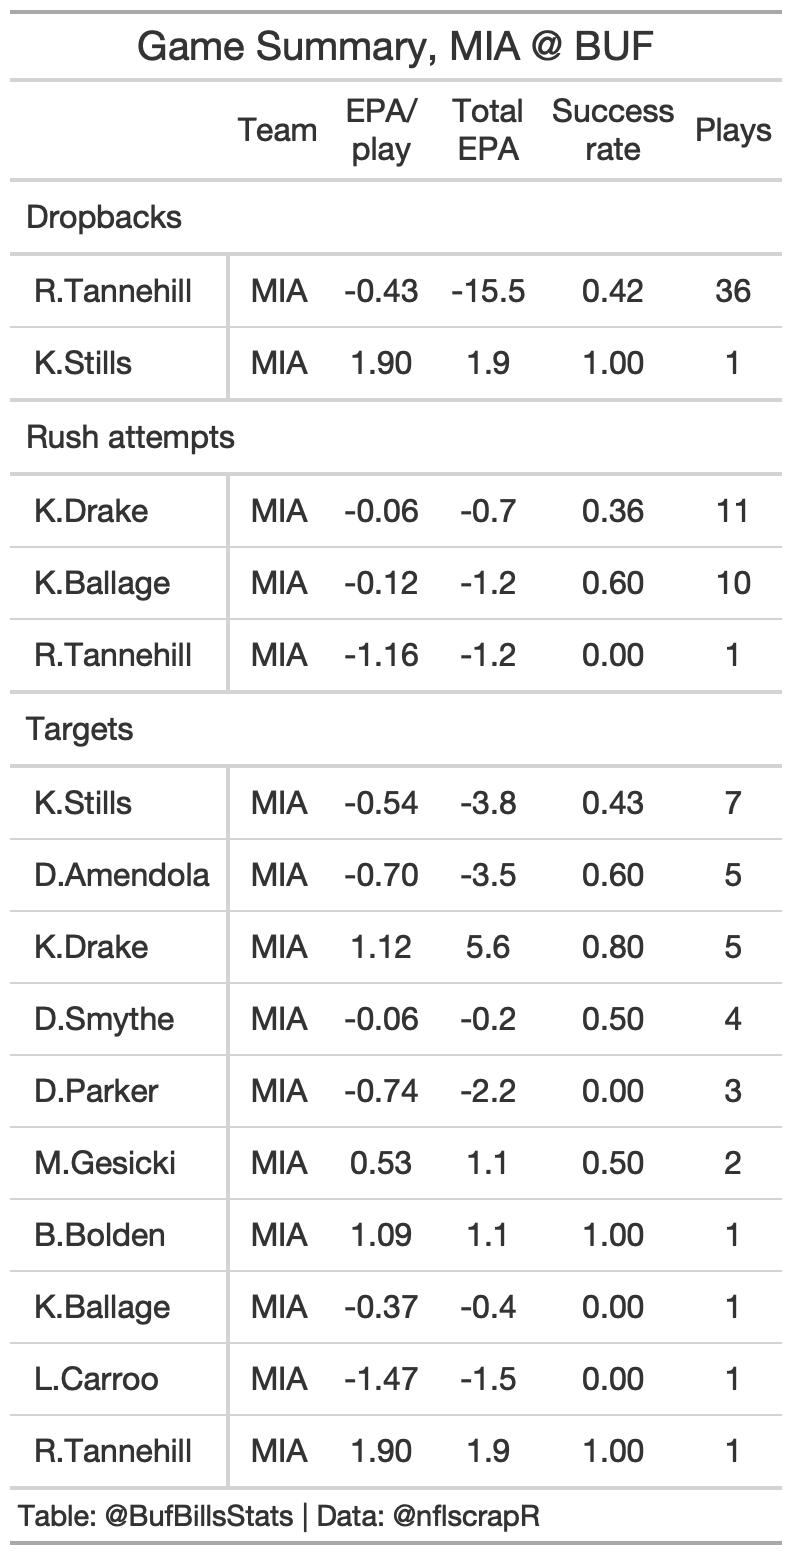 Game Summary, MIA @ BUF
Team EPA/ play Total EPA Success rate Plays
Dropbacks
R.Tannehill MIA -0.43 -15.5 0.42 36
K.Stills MIA 1.90 1.9 1.00 1
Rush attempts
K.Drake MIA -0.06 -0.7 0.36 11
K.Ballage MIA -0.12 -1.2 0.60 10
R.Tannehill MIA -1.16 -1.2 0.00 1
Targets
K.Stills MIA -0.54 -3.8 0.43 7
D.Amendola MIA -0.70 -3.5 0.60 5
K.Drake MIA 1.12 5.6 0.80 5
D.Smythe MIA -0.06 -0.2 0.50 4
D.Parker MIA -0.74 -2.2 0.00 3
M.Gesicki MIA 0.53 1.1 0.50 2
B.Bolden MIA 1.09 1.1 1.00 1
K.Ballage MIA -0.37 -0.4 0.00 1
L.Carroo MIA -1.47 -1.5 0.00 1
R.Tannehill MIA 1.90 1.9 1.00 1
Table: @BufBillsStats | Data: @nflscrapR